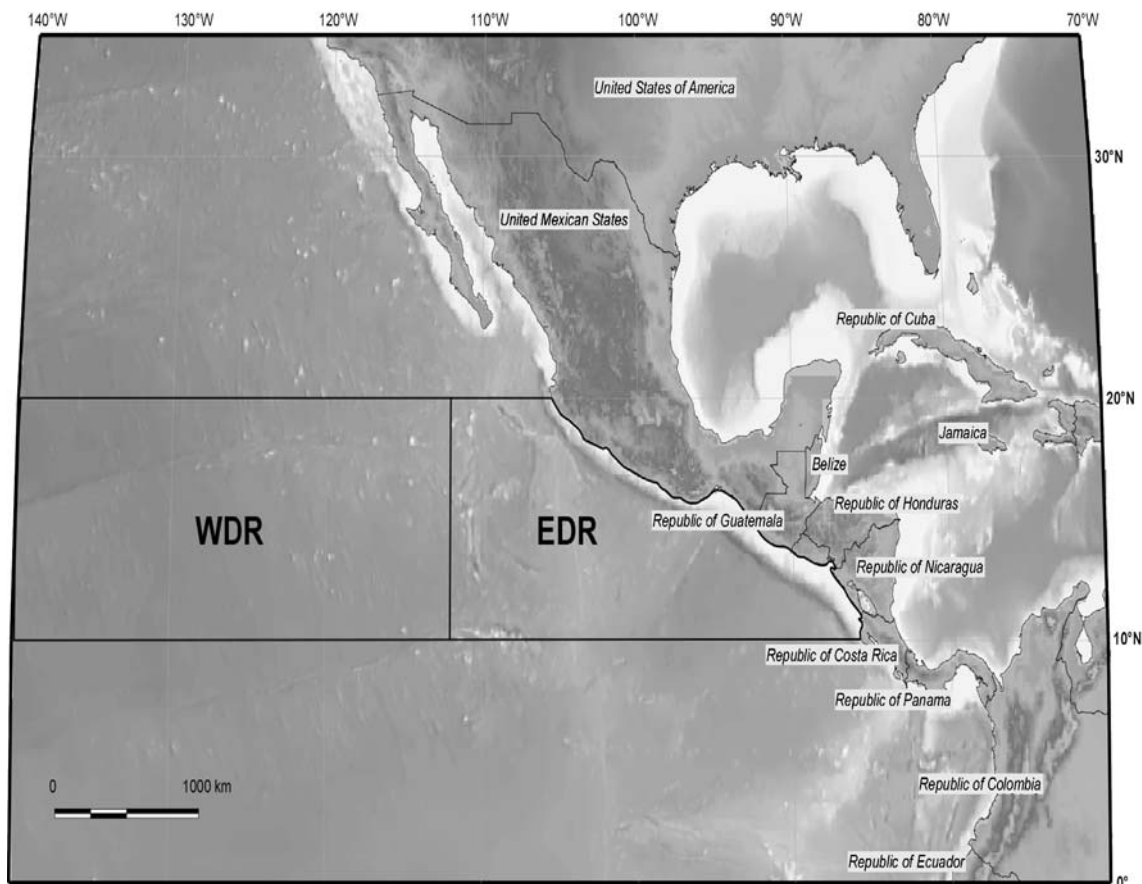 140°W 130°W 120°W 110°W 100°W 90°W 80°W 70°W
United States of America
30°N
United Mexican States
Republic of Cuba
20°N
Jamaica
Belize
Republic of Honduras
Republic of Guatemala
WDR EDR
Republic of Nicaragua
10°N
Republic of Costa Rica
Republic of Panama
0 1000 km
Republic of Colombia
Republic of Ecuador
0°